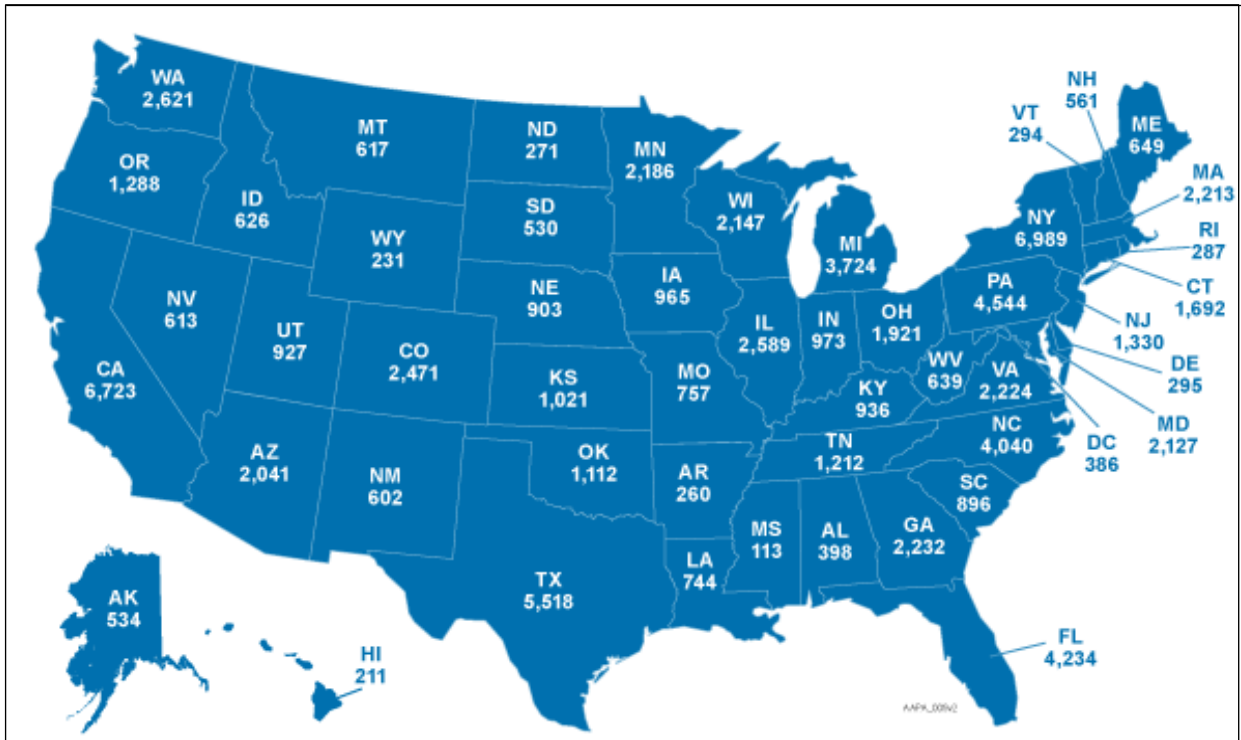 WA
2,621
OR
1,288
ID
626
MT
617
ND
271
MN
2,186
SD
530
WY
231
WI
2,147
MI
3,724
NE
903
IA
965
NV
613
UT
927
CO
2,471
CA
6,723
KS
1,021
MO
757
IL
2,589
IN
973
OH
1,921
KY
936
WV
639
VA
2,224
PA
4,544
NY
6,989
VT
294
NH
561
ME
649
MA
2,213
RI
287
CT
1,692
NJ
1,330
DE
295
MD
2,127
DC
386
NC
4,040
TN
1,212
SC
896
AZ
2,041
NM
602
OK
1,112
AR
260
MS
113
AL
398
GA
2,232
LA
744
TX
5,518
FL
4,234
AK
534
HI
211